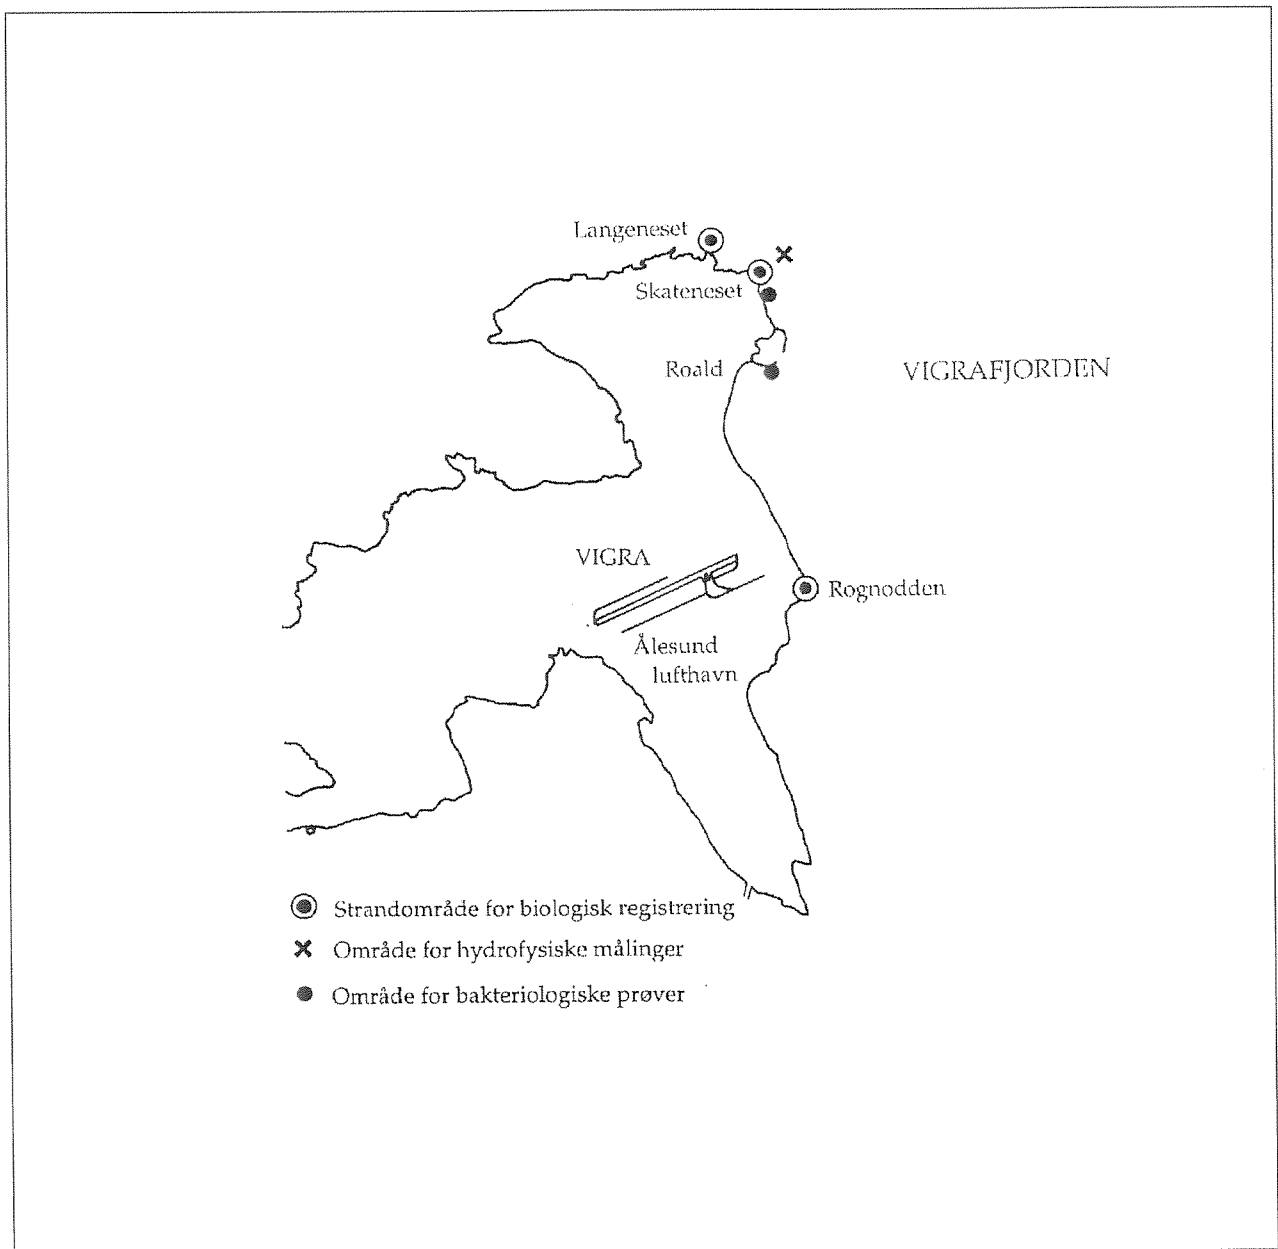 Langeneset
Skateneset
Roald
VIGRAFJORDEN
VIGRA
Rognodden
Ålesund
lufthavn
Strandområde for biologisk registrering
Område for hydrofysiske målinger
Område for bakteriologiske prøver